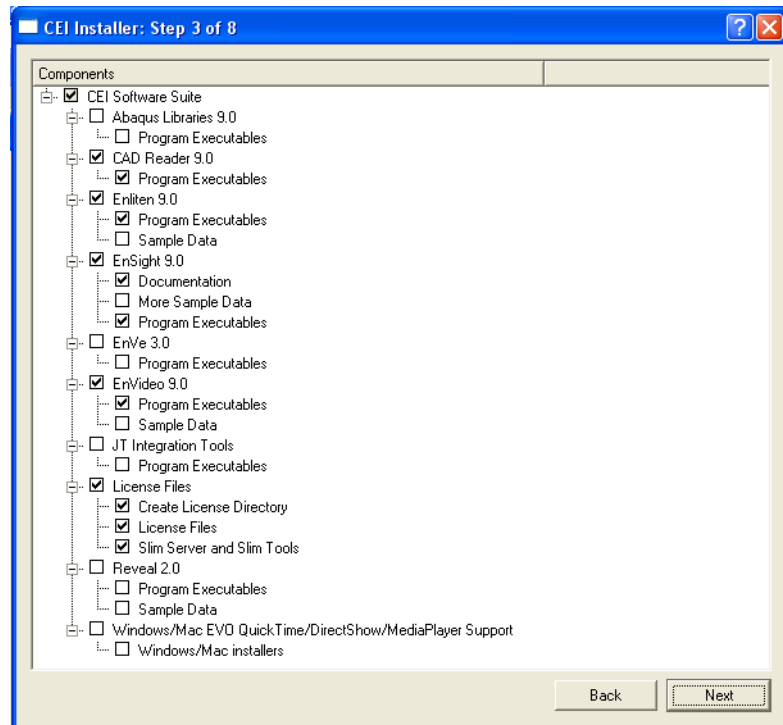 CEI Installer: Step 3 of 8
Components
CEI Software Suite
Abaqus Libraries 9.0
Program Executables
CAD Reader 9.0
Program Executables
Enliten 9.0
Program Executables
Sample Data
EnSight 9.0
Documentation
More Sample Data
Program Executables
EnVe 3.0
Program Executables
EnVideo 9.0
Program Executables
Sample Data
JT Integration Tools
Program Executables
License Files
Create License Directory
License Files
Slim Server and Slim Tools
Reveal 2.0
Program Executables
Sample Data
Windows/Mac EVO QuickTime/DirectShow/MediaPlayer Support
Windows/Mac installers
Back Next